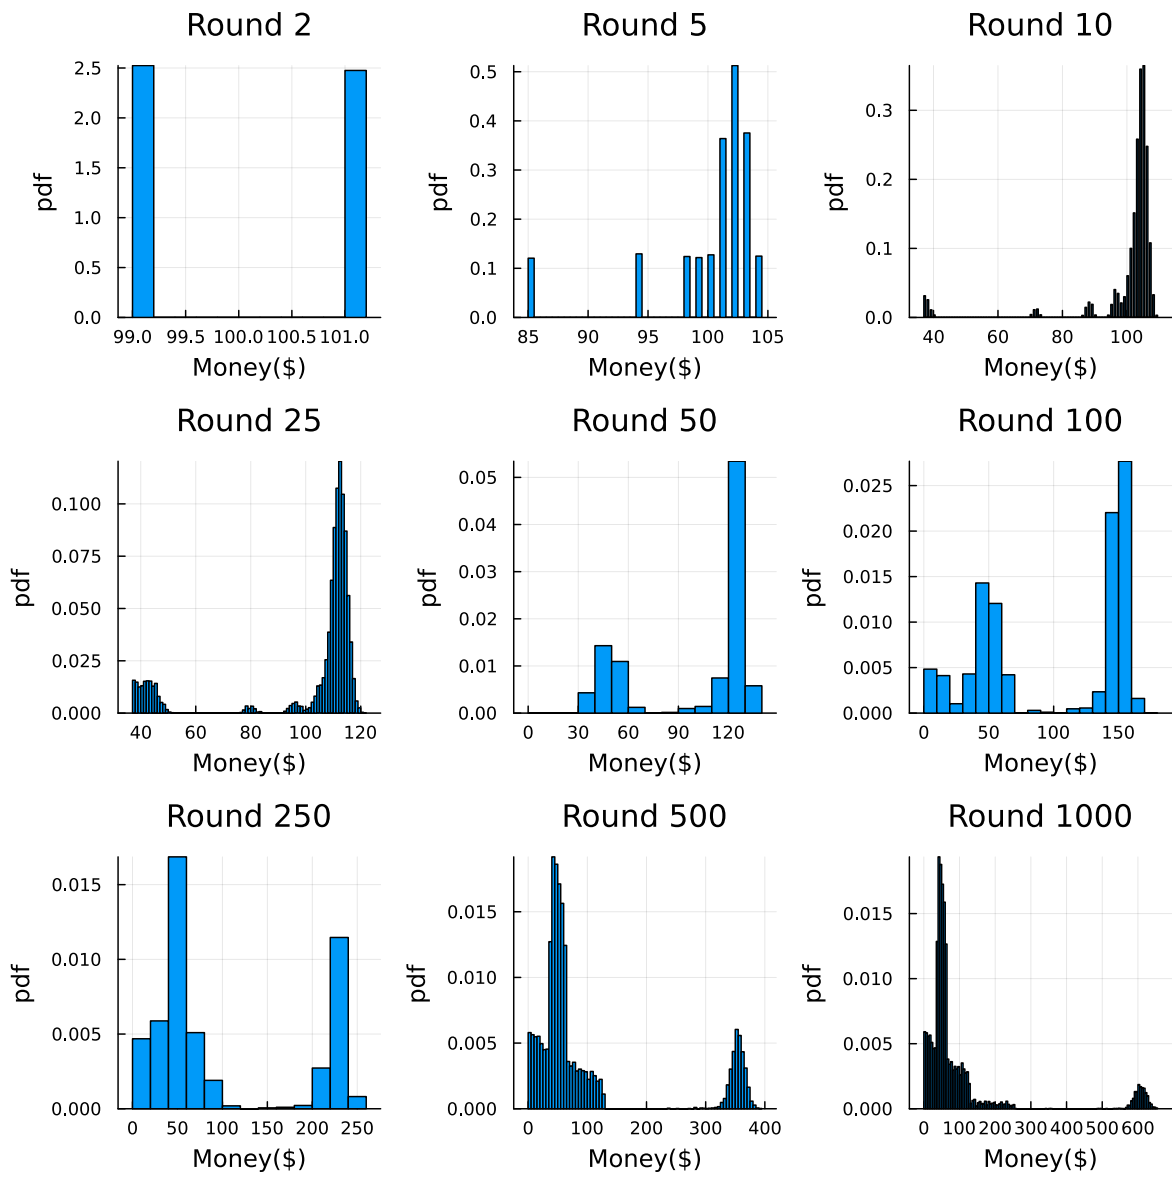 Round 2
2.5
2.0
1.5
1.0
0.5
0.0
pdf
99.0 99.5 100.0 100.5 101.0
Money($)
Round 5
0.5
0.4
0.3
0.2
0.1
0.0
pdf
85 90 95 100 105
Money($)
Round 10
0.3
0.2
0.1
0.0
pdf
40 60 80 100
Money($)
Round 25
0.100
0.075
0.050
0.025
0.000
pdf
40 60 80 100 120
Money($)
Round 50
0.05
0.04
0.03
0.02
0.01
0.00
pdf
0 30 60 90 120
Money($)
Round 100
0.025
0.020
0.015
0.010
0.005
0.000
pdf
0 50 100 150
Money($)
Round 250
0.015
0.010
0.005
0.000
pdf
0 50 100 150 200 250
Money($)
Round 500
0.015
0.010
0.005
0.000
pdf
0 100 200 300 400
Money($)
Round 1000
0.015
0.010
0.005
0.000
pdf
0 100 200 300 400 500 600
Money($)